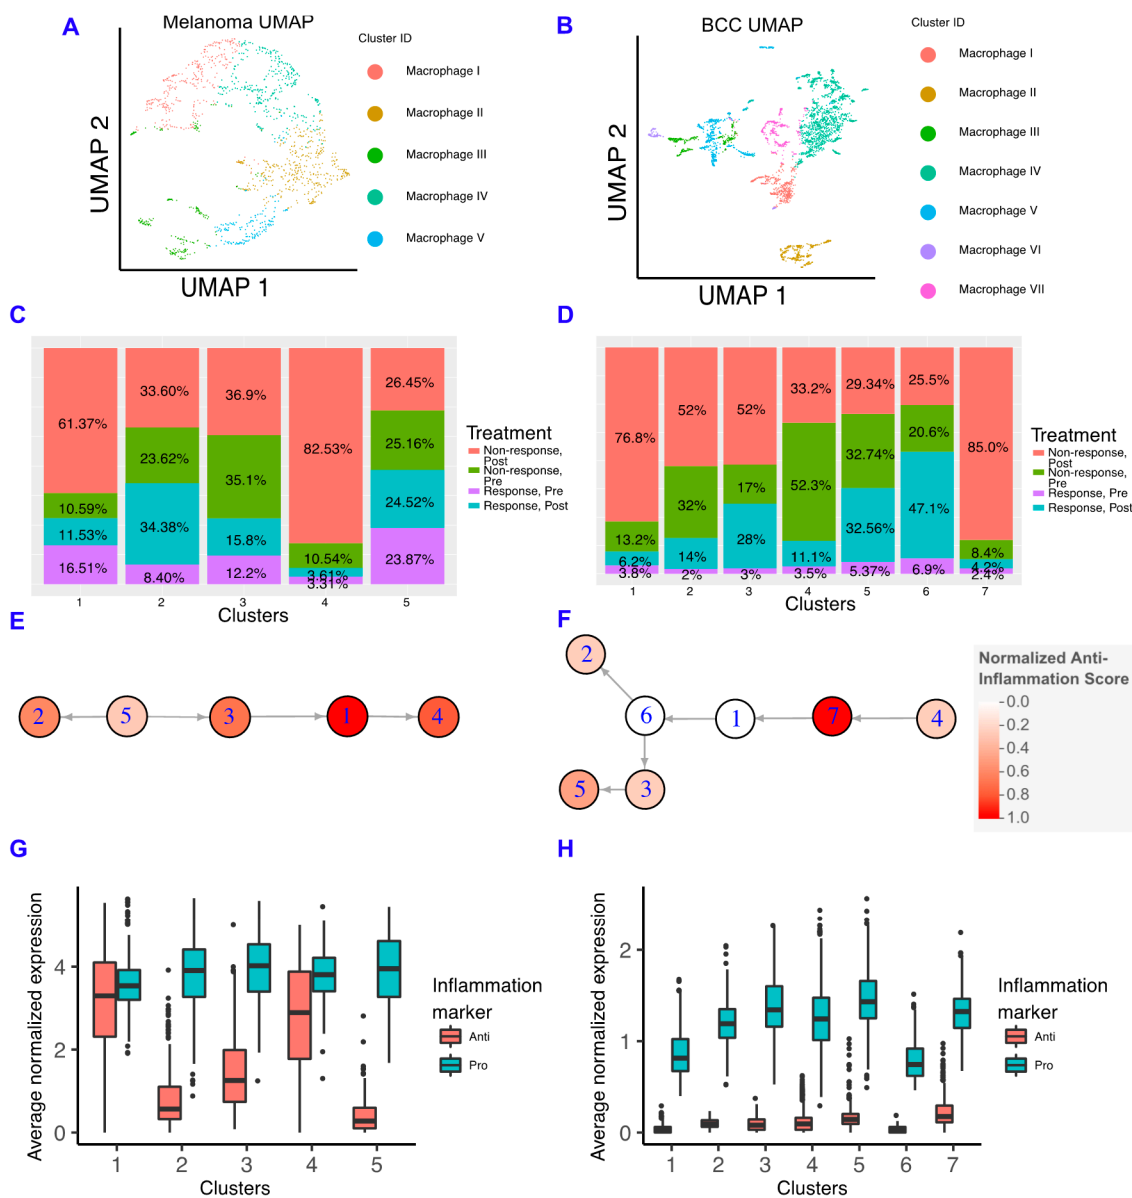 A
Melanoma UMAP
UMAP 2
UMAP 1
Cluster ID
Macrophage I
Macrophage II
Macrophage III
Macrophage IV
Macrophage V
B
BCC UMAP
UMAP 2
UMAP 1
Cluster ID
Macrophage I
Macrophage II
Macrophage III
Macrophage IV
Macrophage V
Macrophage VI
Macrophage VII
C
61.37%
10.59%
11.53%
16.51%
33.60%
23.62%
34.38%
8.40%
36.9%
35.1%
15.8%
12.2%
82.53%
10.54%
3.61%
3.31%
26.45%
25.16%
24.52%
23.87%
1 2 3 4 5
Clusters
Treatment
Non-response,
Post
Non-response,
Pre
Response, Pre
Response, Post
D
76.8%
13.2%
6.2%
3.8%
52%
32%
14%
2%
52%
17%
28%
3%
33.2%
52.3%
11.1%
3.5%
29.34%
32.74%
32.56%
5.37%
25.5%
20.6%
47.1%
6.9%
85.0%
8.4%
4.2%
2.4%
1 2 3 4 5 6 7
Clusters
Treatment
Non-response,
Post
Non-response,
Pre
Response, Pre
Response, Post
E
2 5 3 1 4
F
2
6 1 7 4
5 3
Normalized Anti-
Inflammation Score
0.0
0.2
0.4
0.6
0.8
1.0
G
Average normalized expression
4
2
0
1 2 3 4 5
Clusters
Inflammation
marker
Anti
Pro
H
Average normalized expression
2
1
0
1 2 3 4 5 6 7
Clusters
Inflammation
marker
Anti
Pro